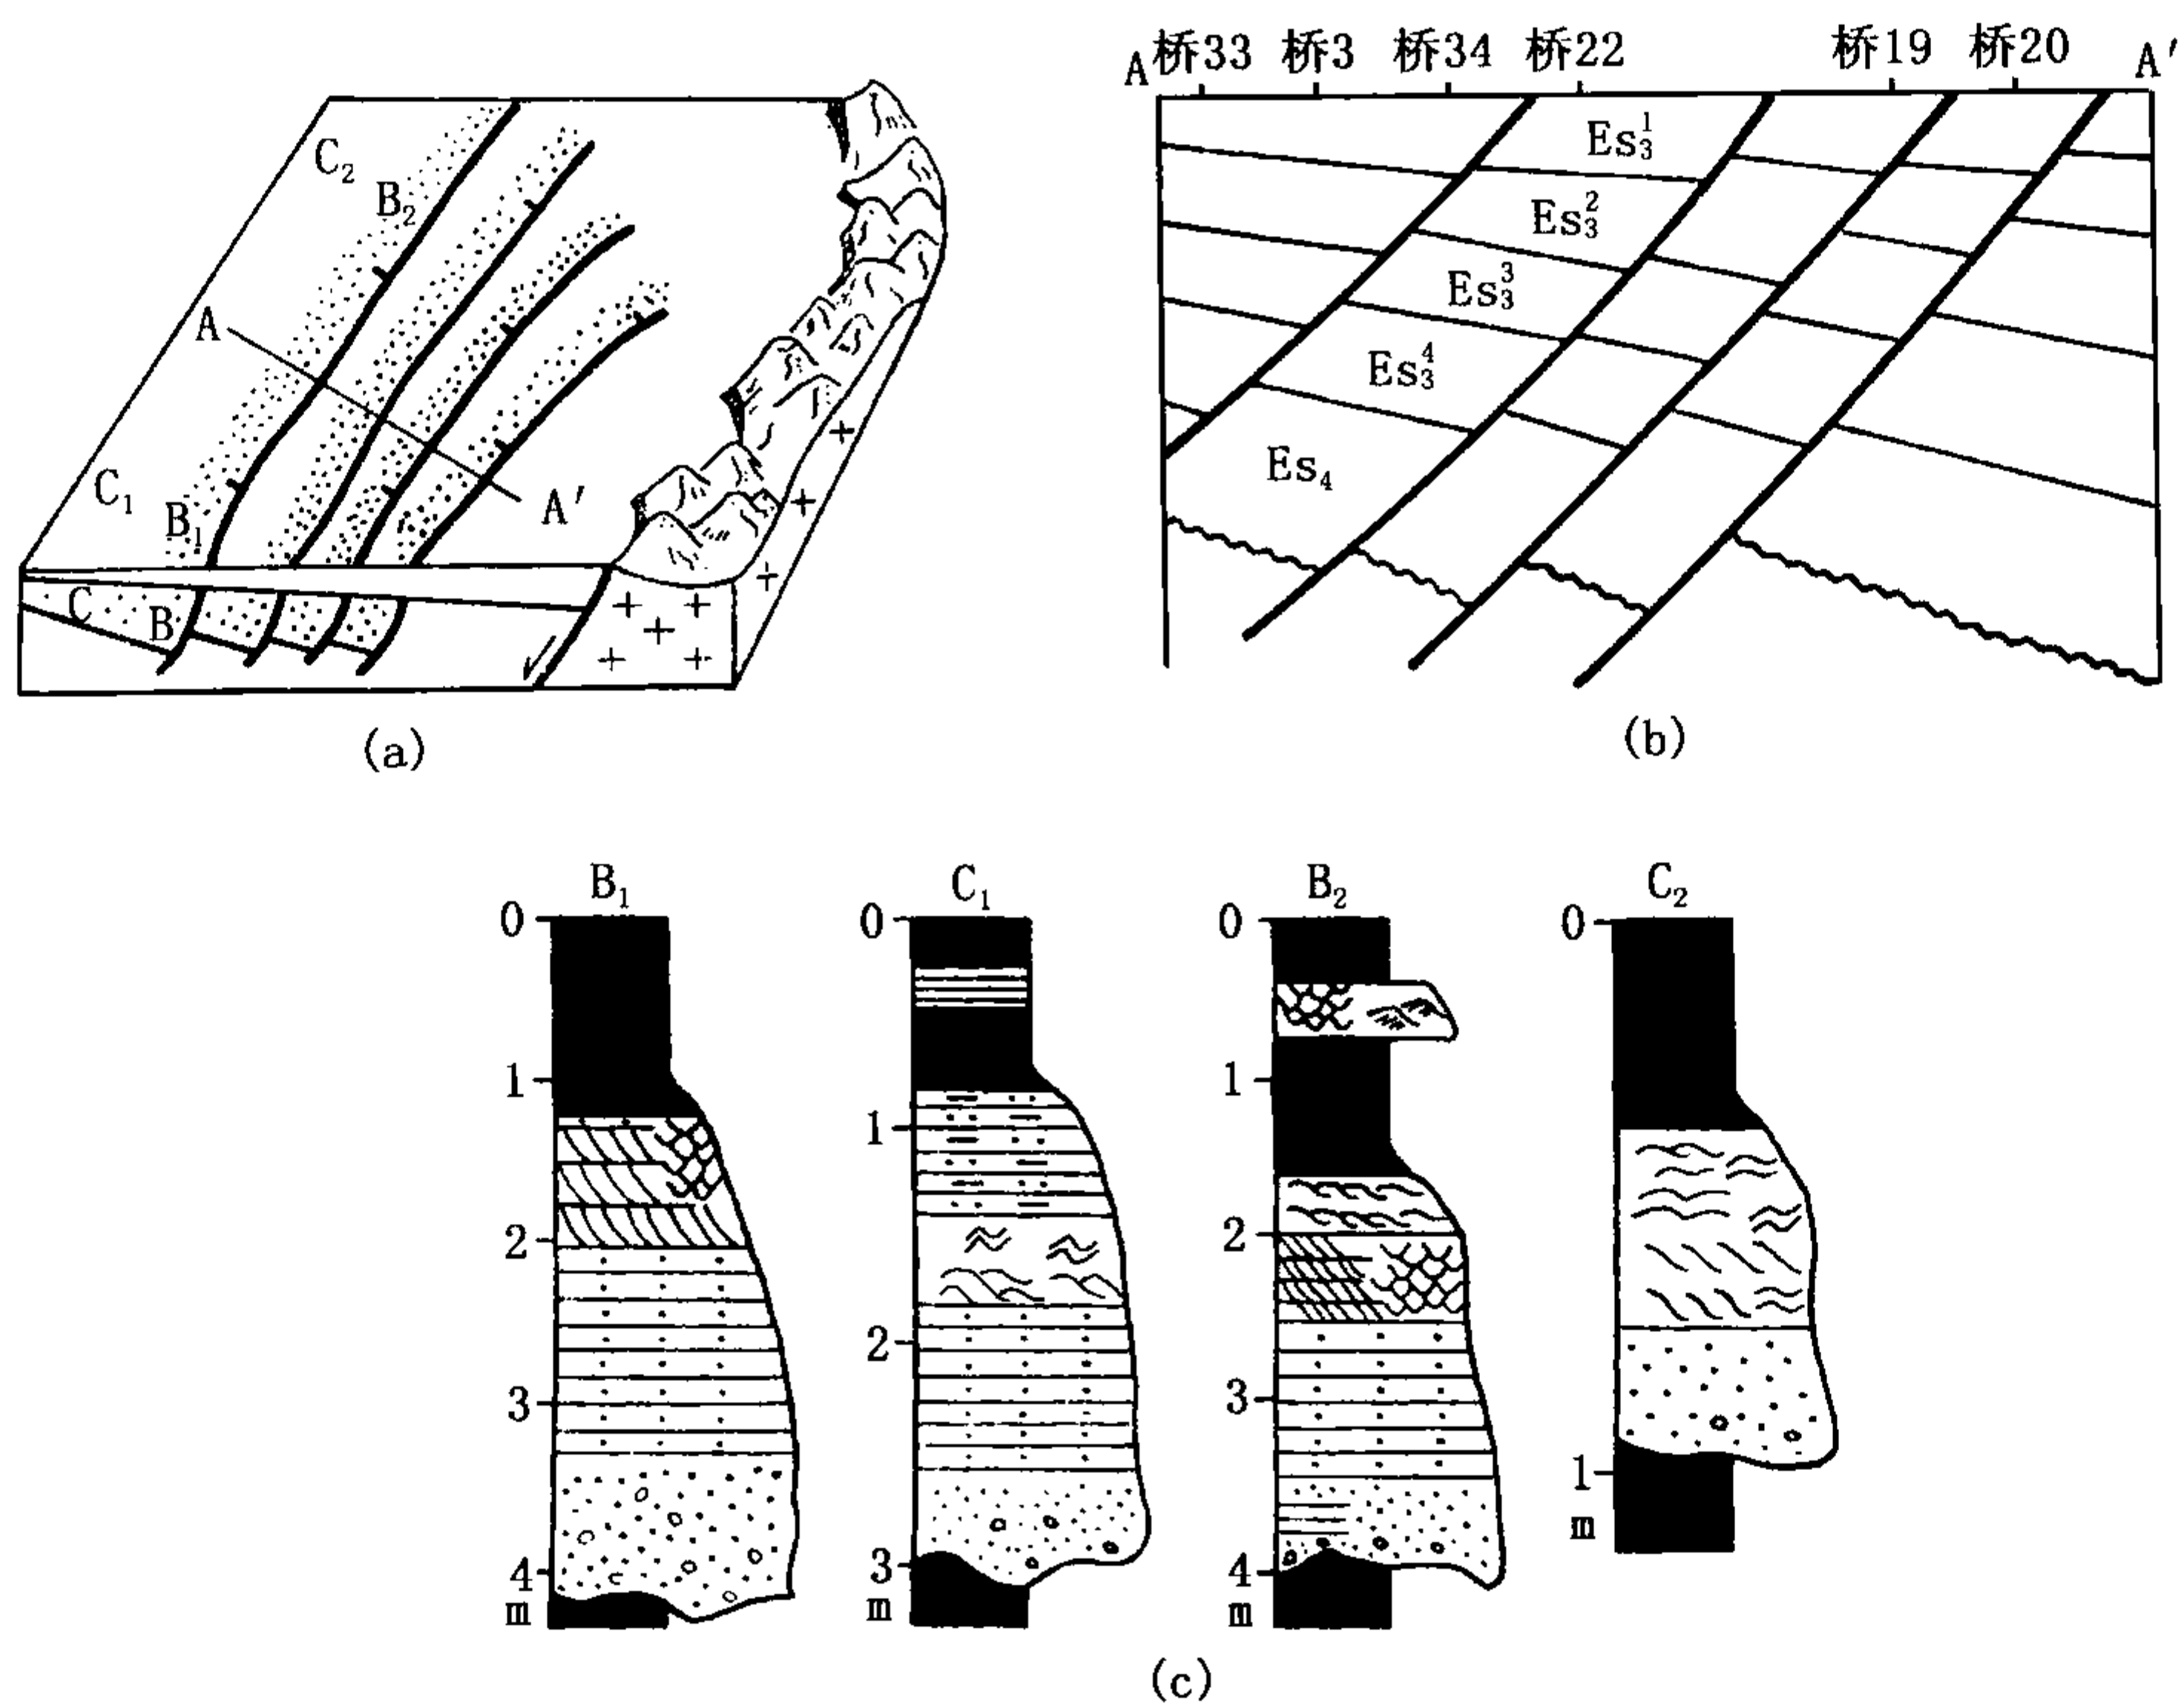 C₂
B₂
A
C₁
B₁
A′
C
B
(a)
A 桥33 桥3 桥34 桥22 桥19 桥20 A′
Es₃¹
Es₃²
Es₃³
Es₃⁴
Es₄
(b)
B₁
0
1
2
3
4
m
C₁
0
1
2
3
m
B₂
0
1
2
3
4
m
C₂
0
1
m
(c)